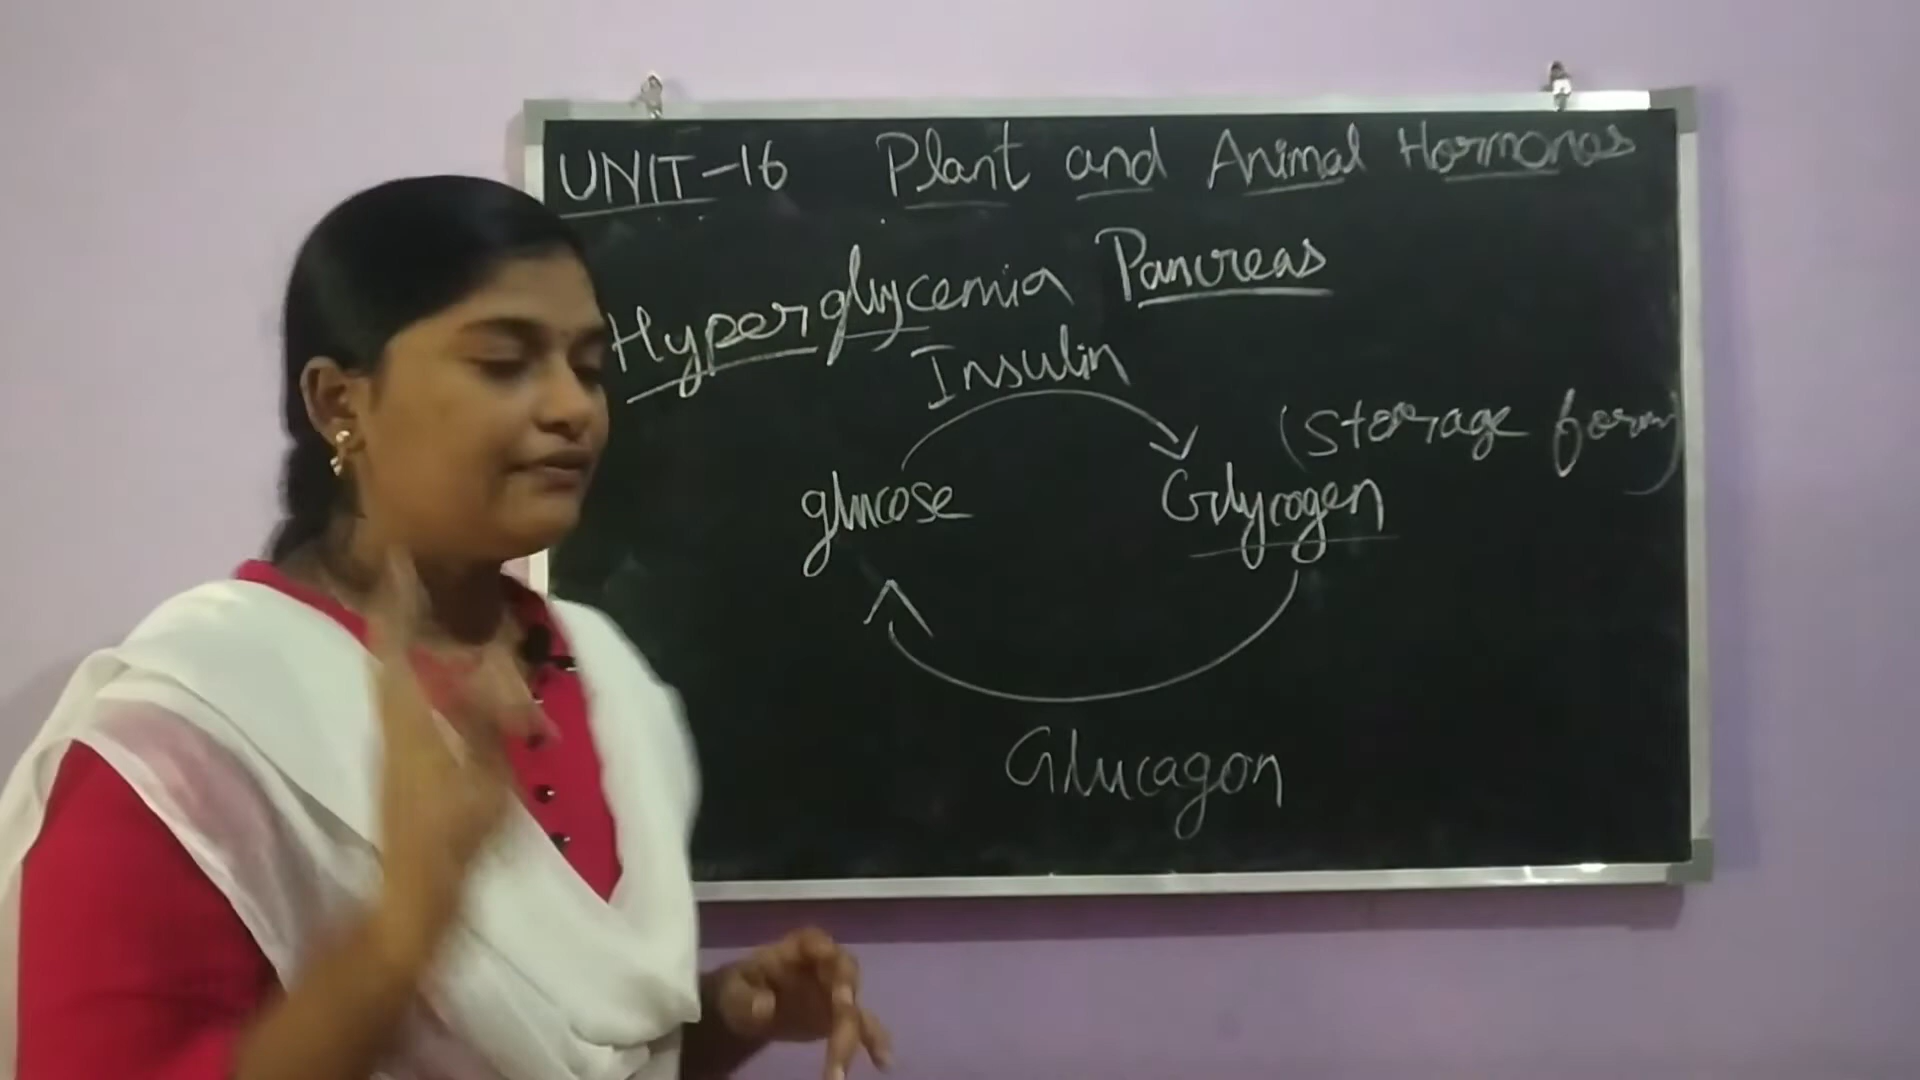 UNIT-16 Plant and Animal Hormones
Hyperglycemia Pancreas
Insulin
(Storage form)
glucose Glycogen
Glucagon